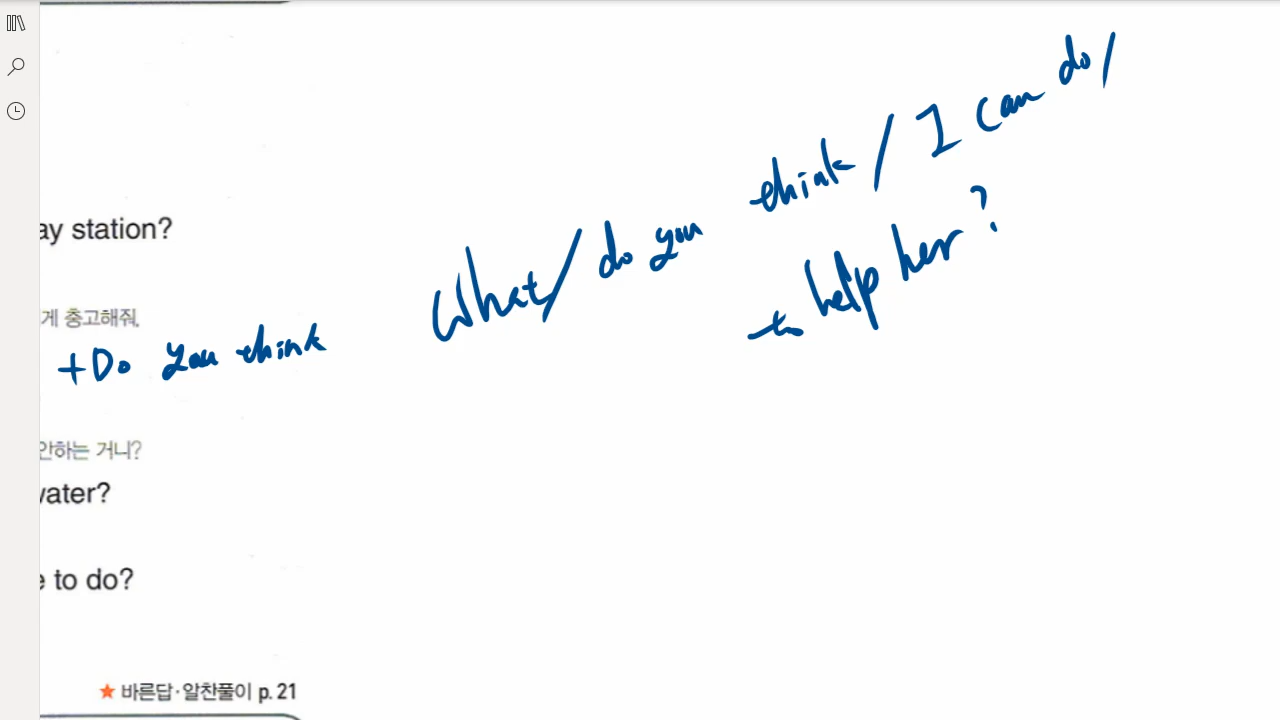 ay station?
게 충고해줘.
+Do you think
What/ do you think/ I can do/
to help her?
안하는 거니?
water?
e to do?
★ 바른답·알찬풀이 p. 21